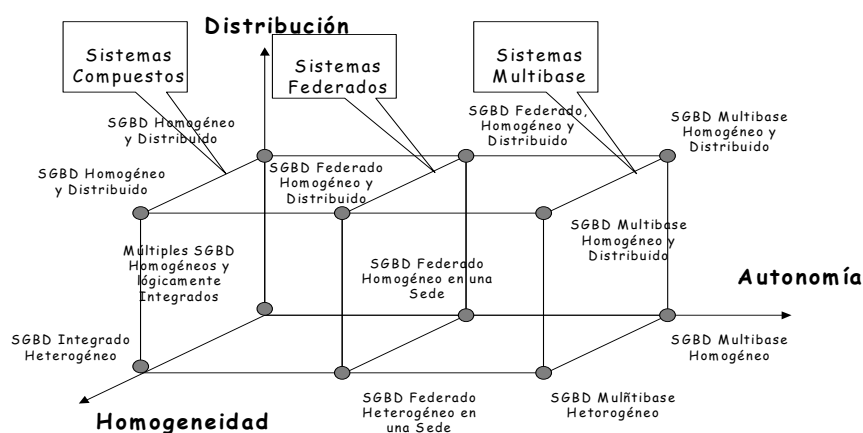 Distribución
Sistemas
Compuestos
Sistemas
Federados
Sistemas
Multibase
SGBD Homogéneo
y Distribuido
SGBD Federado,
Homogéneo y
Distribuido
SGBD Multibase
Homogéneo y
Distribuido
SGBD Homogéneo
y Distribuido
SGBD Federado
Homogéneo y
Distribuido
SGBD Multibase
Homogéneo y
Distribuido
Múltiples SGBD
Homogéneos y
lógicamente
Integrados
SGBD Federado
Homogéneo en una
Sede
Autonomía
SGBD Integrado
Heterogéneo
SGBD Multibase
Homogéneo
SGBD Federado
Heterogéneo en
una Sede
SGBD Mulñtibase
Hetorogéneo
Homogeneidad